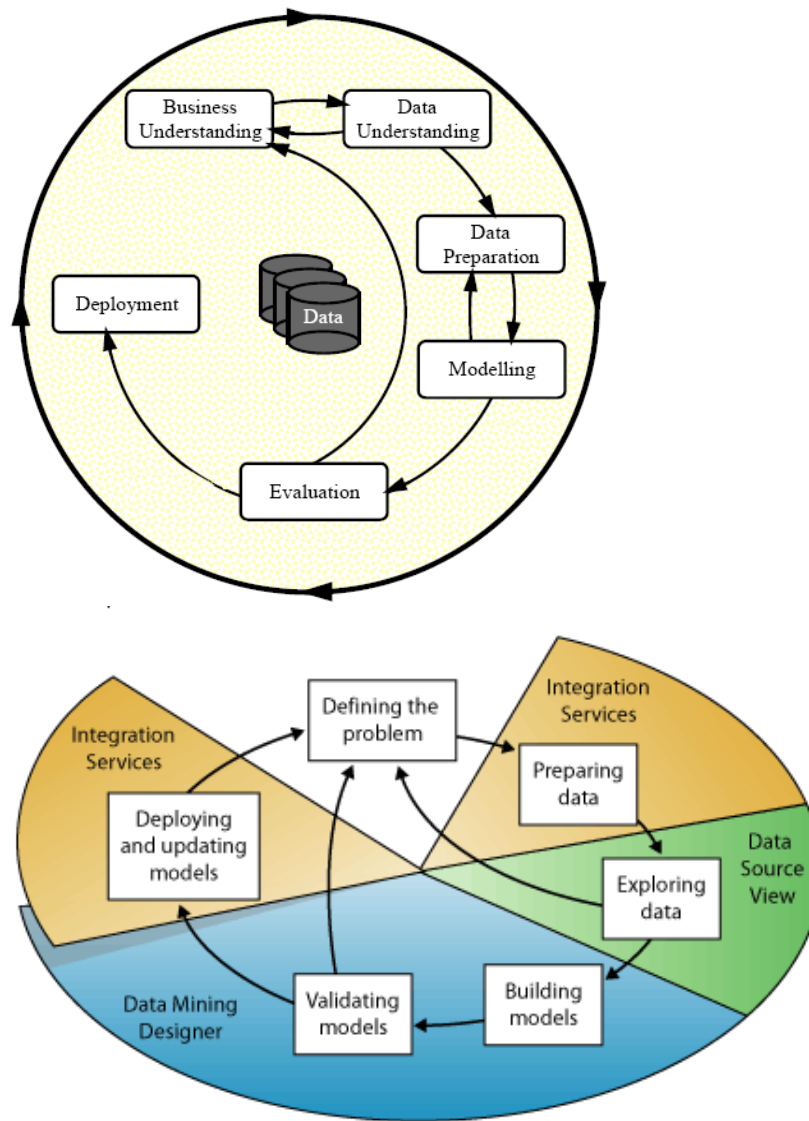 Business
Understanding
Data
Understanding
Data
Preparation
Deployment
Data
Modelling
Evaluation
Integration
Services
Defining the
problem
Integration
Services
Preparing
data
Deploying
and updating
models
Data
Source
View
Exploring
data
Data Mining
Designer
Validating
models
Building
models